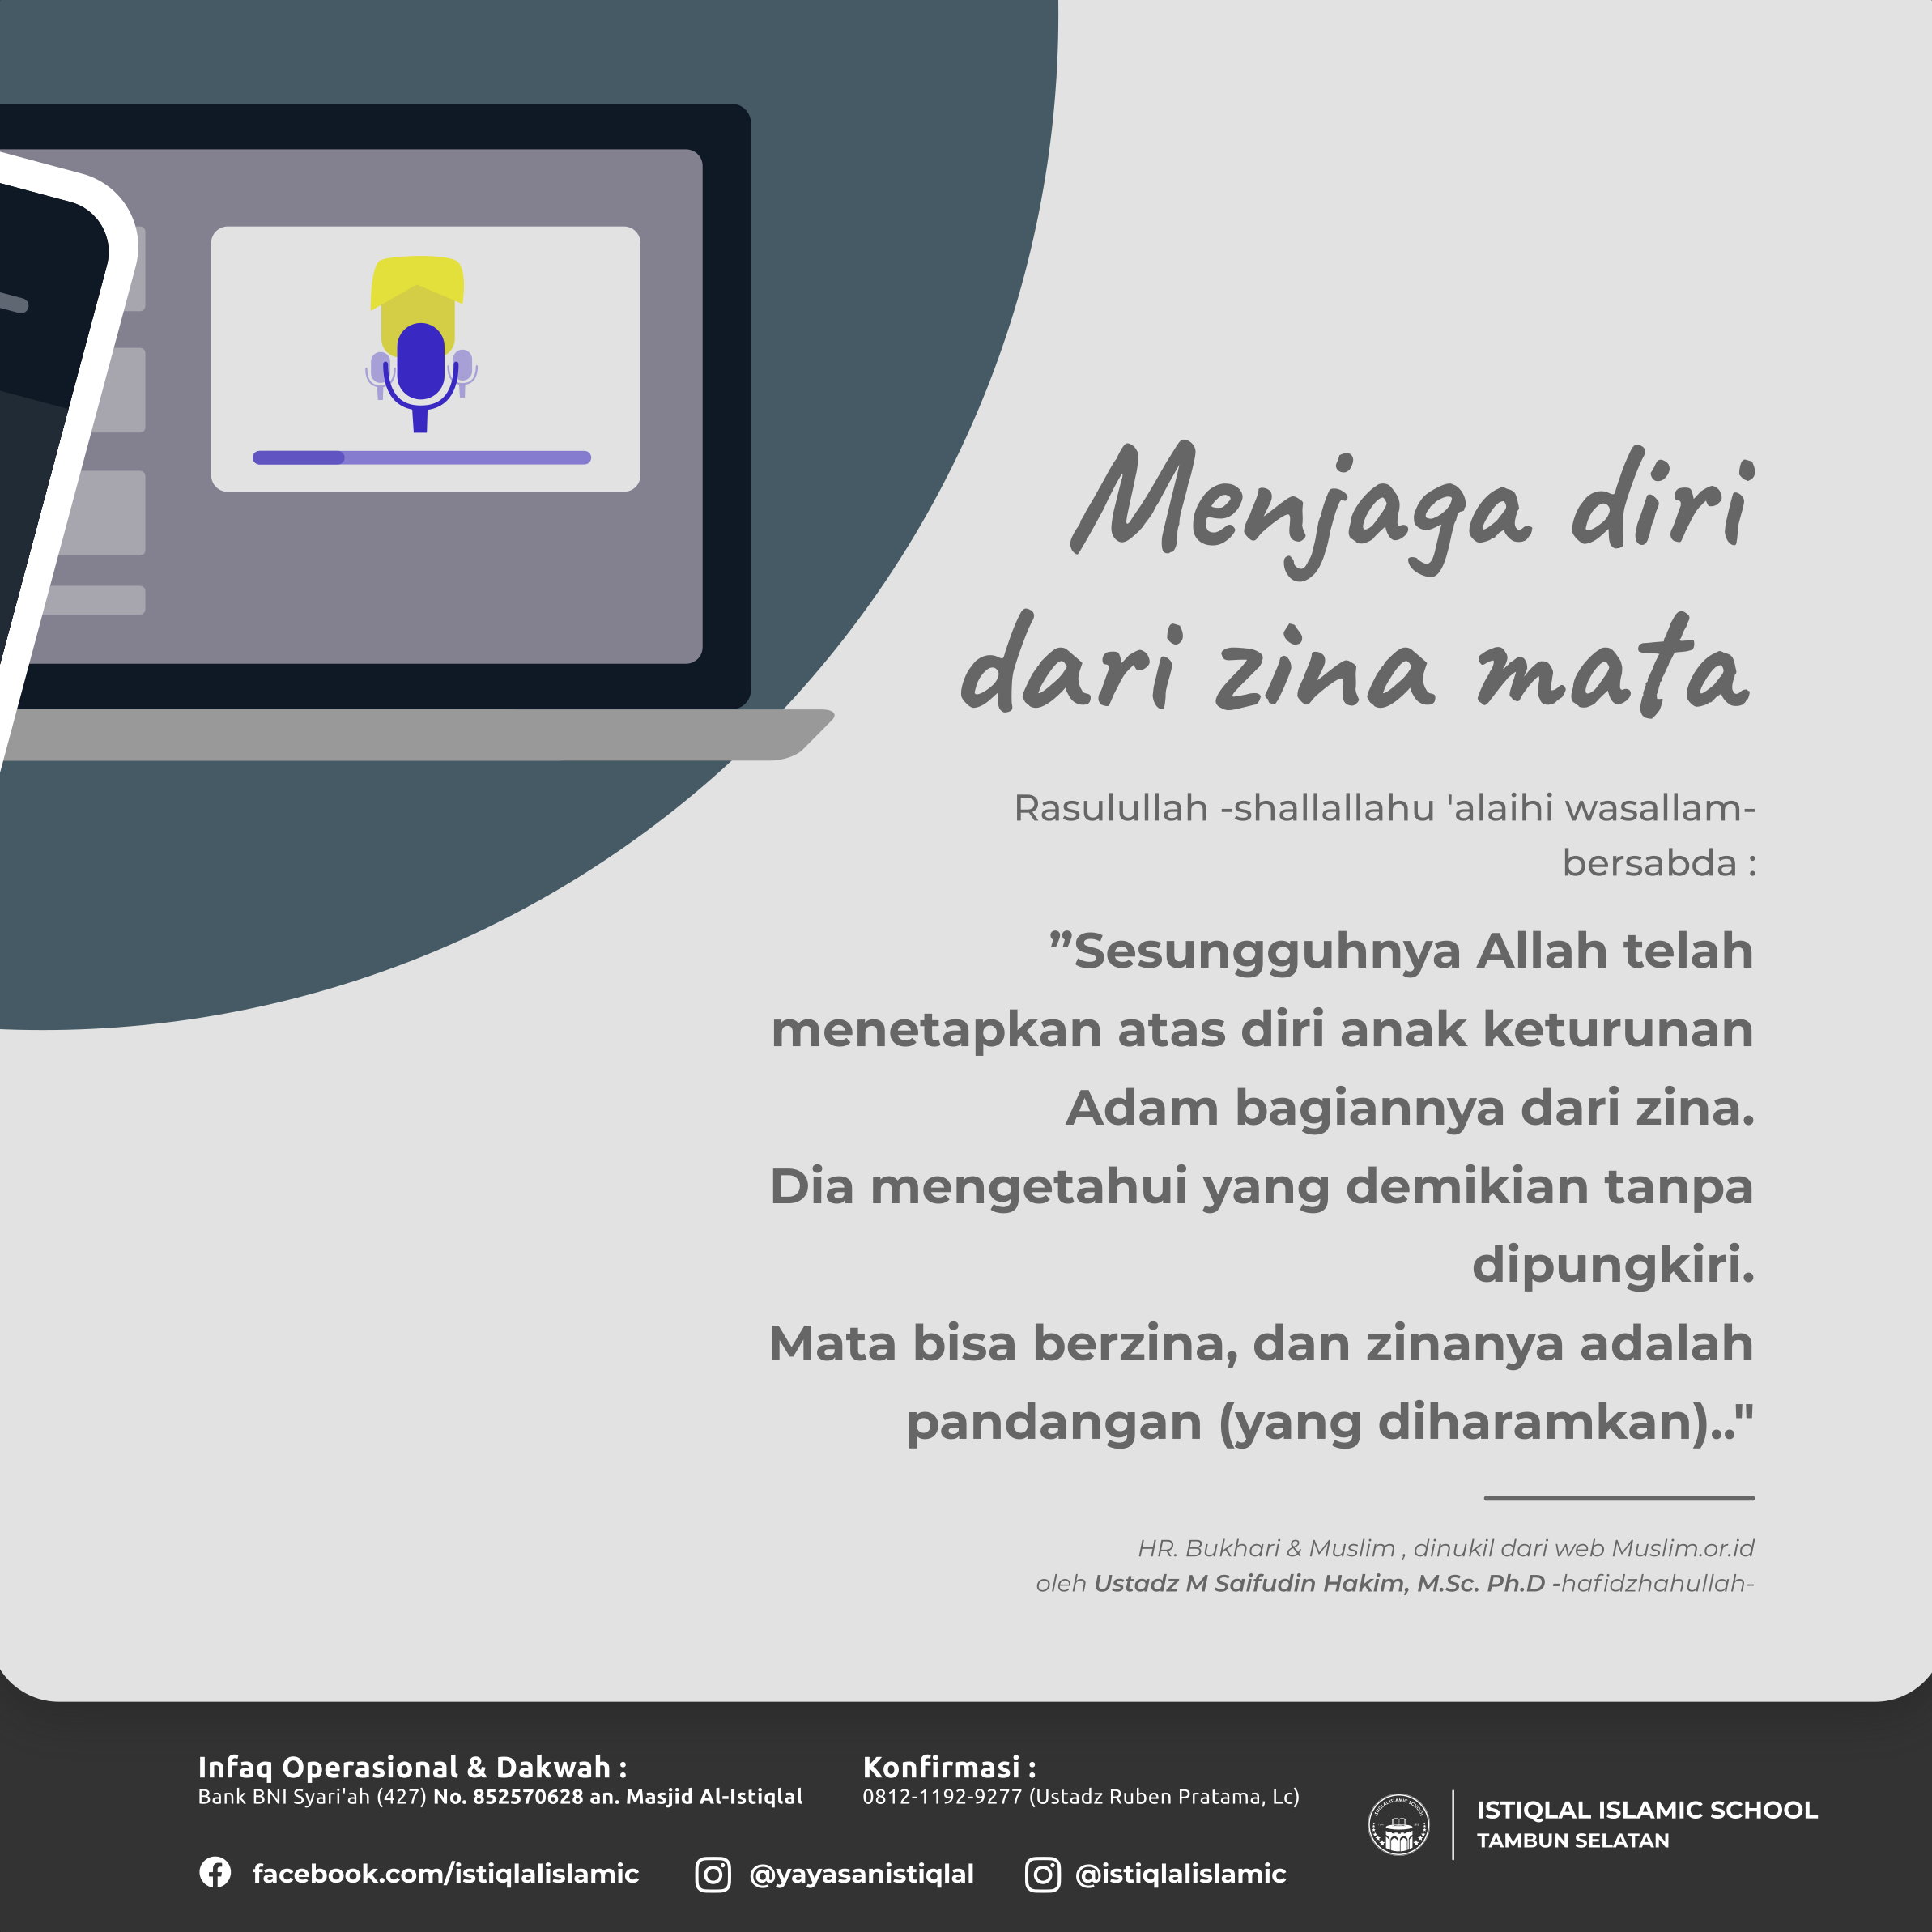 Menjaga diri
dari zina mata
Rasulullah -shallallahu 'alaihi wasallam-
bersabda :
”Sesungguhnya Allah telah
menetapkan atas diri anak keturunan
Adam bagiannya dari zina.
Dia mengetahui yang demikian tanpa
dipungkiri.
Mata bisa berzina, dan zinanya adalah
pandangan (yang diharamkan).."
HR. Bukhari & Muslim , dinukil dari web Muslim.or.id
oleh Ustadz M Saifudin Hakim, M.Sc. Ph.D -hafidzhahullah-
Infaq Operasional & Dakwah :
Bank BNI Syari'ah (427) No. 852570628 an. Masjid Al-Istiqlal
Konfirmasi :
0812-1192-9277 (Ustadz Ruben Pratama, Lc)
facebook.com/istiqlalislamic
@yayasanistiqlal
@istiqlalislamic
ISTIQLAL ISLAMIC SCHOOL
ISTIQLAL ISLAMIC SCHOOL
TAMBUN SELATAN